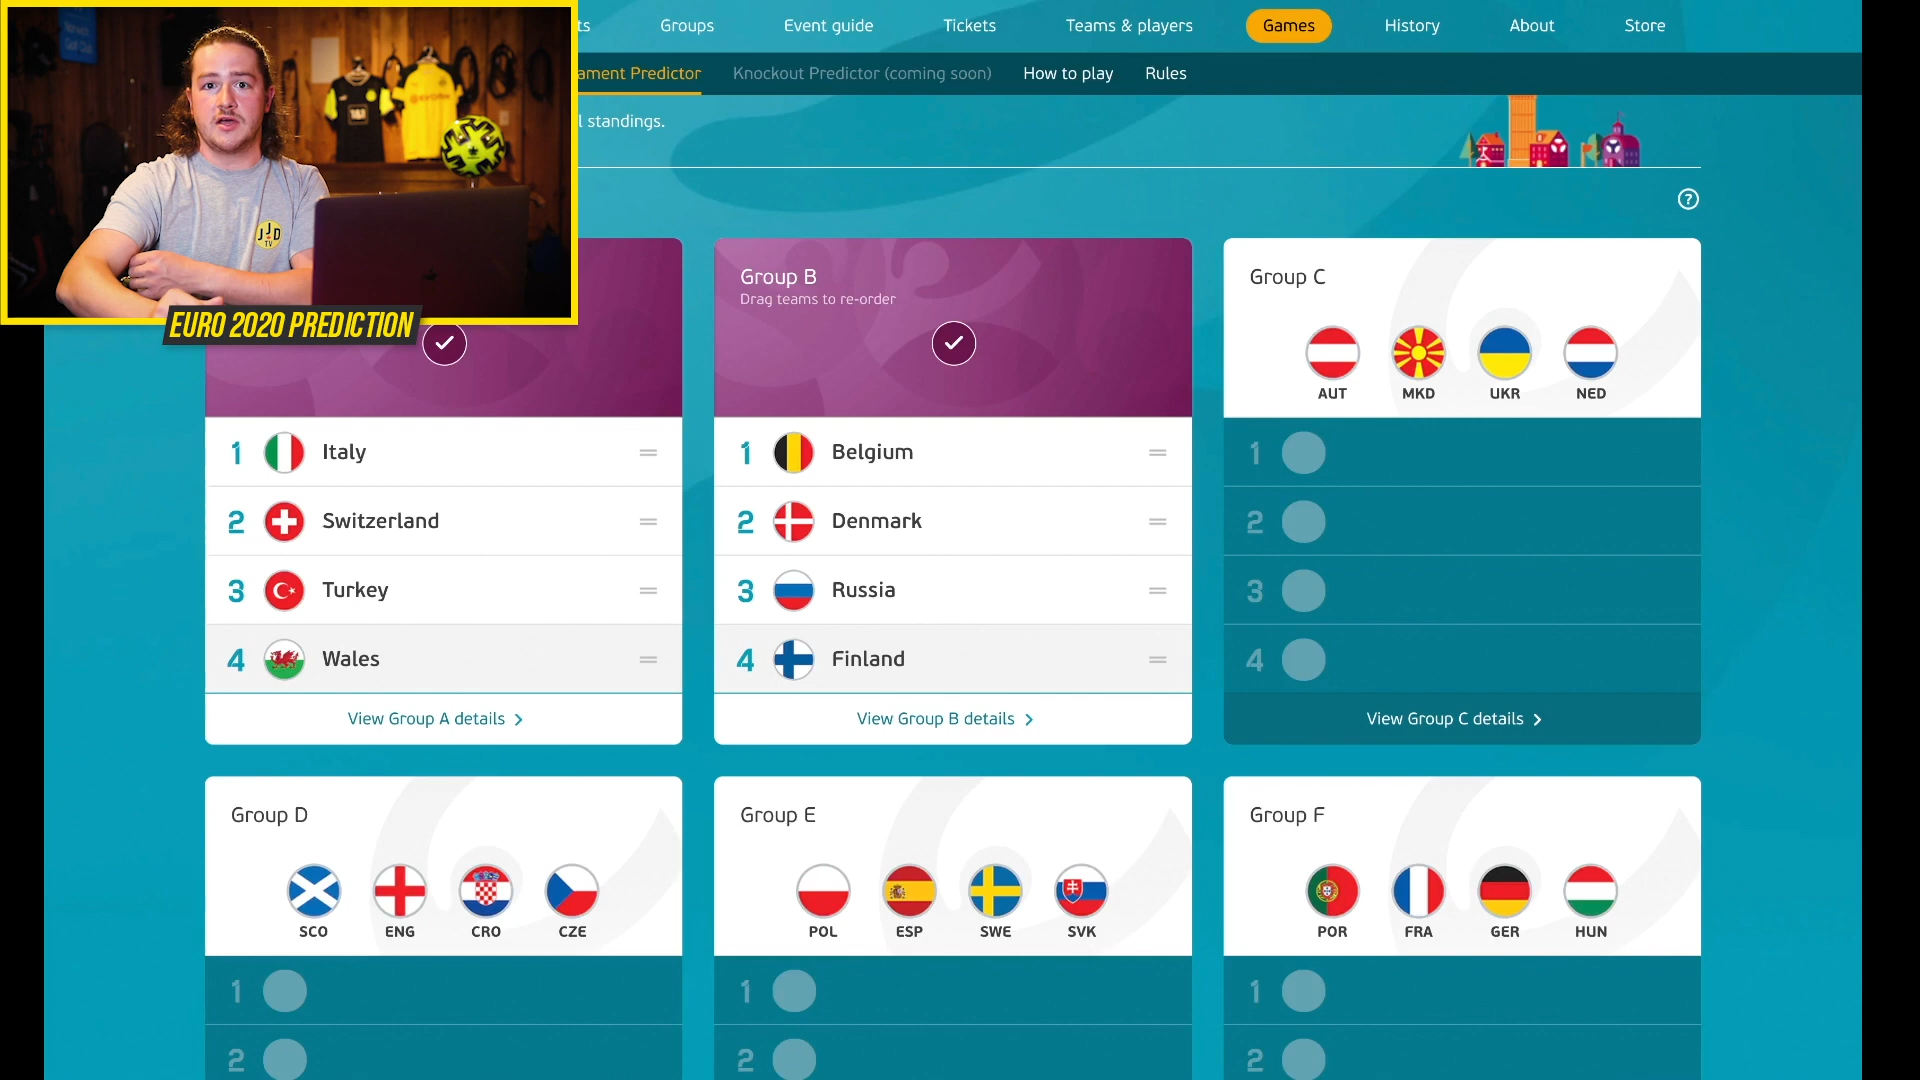 ts
Groups
Event guide
Tickets
Teams & players
Games
History
About
Store
ament Predictor
Knockout Predictor (coming soon)
How to play
Rules
l standings.
?
JJD
TV
EURO 2020 PREDICTION
Group B
Drag teams to re-order
Group C
AUT
MKD
UKR
NED
1 Italy
2 Switzerland
3 Turkey
4 Wales
View Group A details
1 Belgium
2 Denmark
3 Russia
4 Finland
View Group B details
1
2
3
4
View Group C details
Group D
SCO
ENG
CRO
CZE
1
2
Group E
POL
ESP
SWE
SVK
1
2
Group F
POR
FRA
GER
HUN
1
2